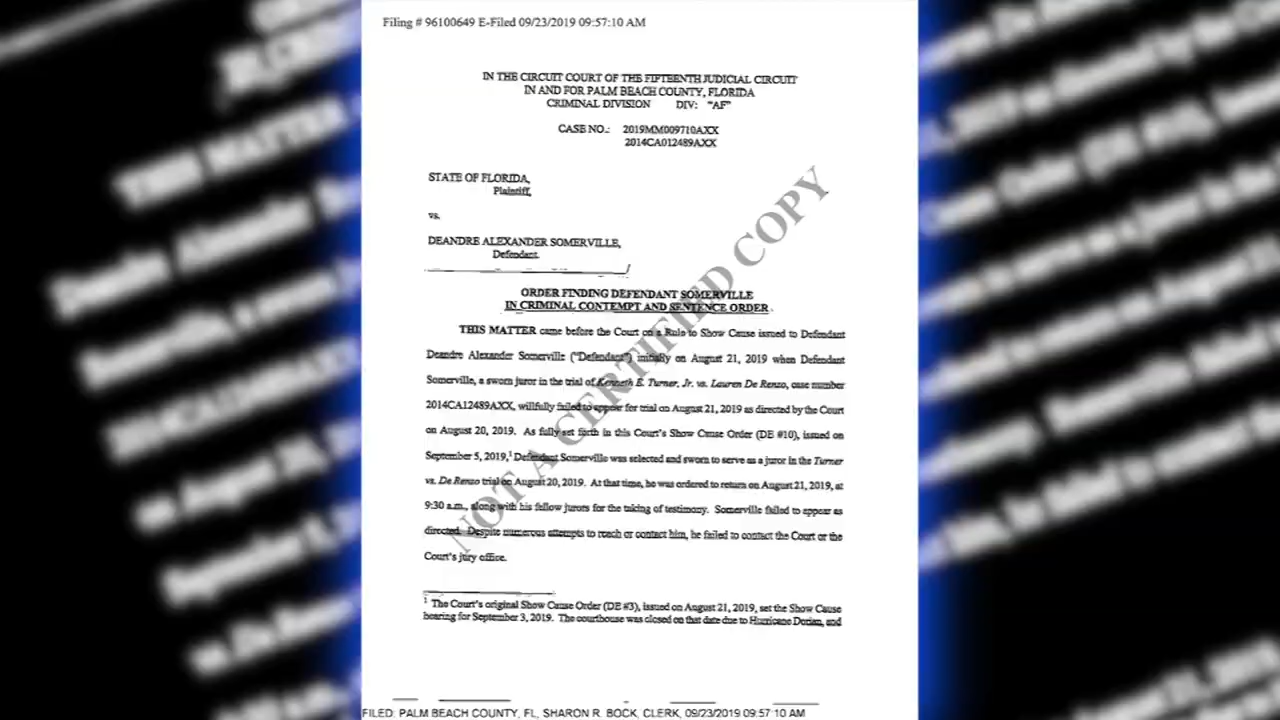 Filing # 96100649 E-Filed 09/23/2019 09:57:10 AM
IN THE CIRCUIT COURT OF THE FIFTEENTH JUDICIAL CIRCUIT
IN AND FOR PALM BEACH COUNTY, FLORIDA
CRIMINAL DIVISION DIV: "AF"
CASE NO.: 2019MM009710AXX
2014CA012489AXX
STATE OF FLORIDA,
Plaintiff,
vs.
DEANDRE ALEXANDER SOMERVILLE,
Defendant.
/
ORDER FINDING DEFENDANT SOMERVILLE
IN CRIMINAL CONTEMPT AND SENTENCE ORDER
THIS MATTER came before the Court on a Rule to Show Cause issued to Defendant
Deandre Alexander Somerville ("Defendant") initially on August 21, 2019 when Defendant
Somerville, a sworn juror in the trial of Kenneth E. Turner, Jr. vs. Lauren De Renzo, case number
2014CA12489AXX, willfully failed to appear for trial on August 21, 2019 as directed by the Court
on August 20, 2019. As fully set forth in this Court's Show Cause Order (DE #10), issued on
September 5, 2019,1 Defendant Somerville was selected and sworn to serve as a juror in the Turner
vs. De Renzo trial on August 20, 2019. At that time, he was ordered to return on August 21, 2019, at
9:30 a.m., along with his fellow jurors for the taking of testimony. Somerville failed to appear as
directed. Despite numerous attempts to reach or contact him, he failed to contact the Court or the
Court's jury office.
1 The Court's original Show Cause Order (DE #3), issued on August 21, 2019, set the Show Cause
hearing for September 3, 2019. The courthouse was closed on that date due to Hurricane Dorian, and
FILED: PALM BEACH COUNTY, FL, SHARON R. BOCK, CLERK, 09/23/2019 09:57:10 AM
NOT A CERTIFIED COPY